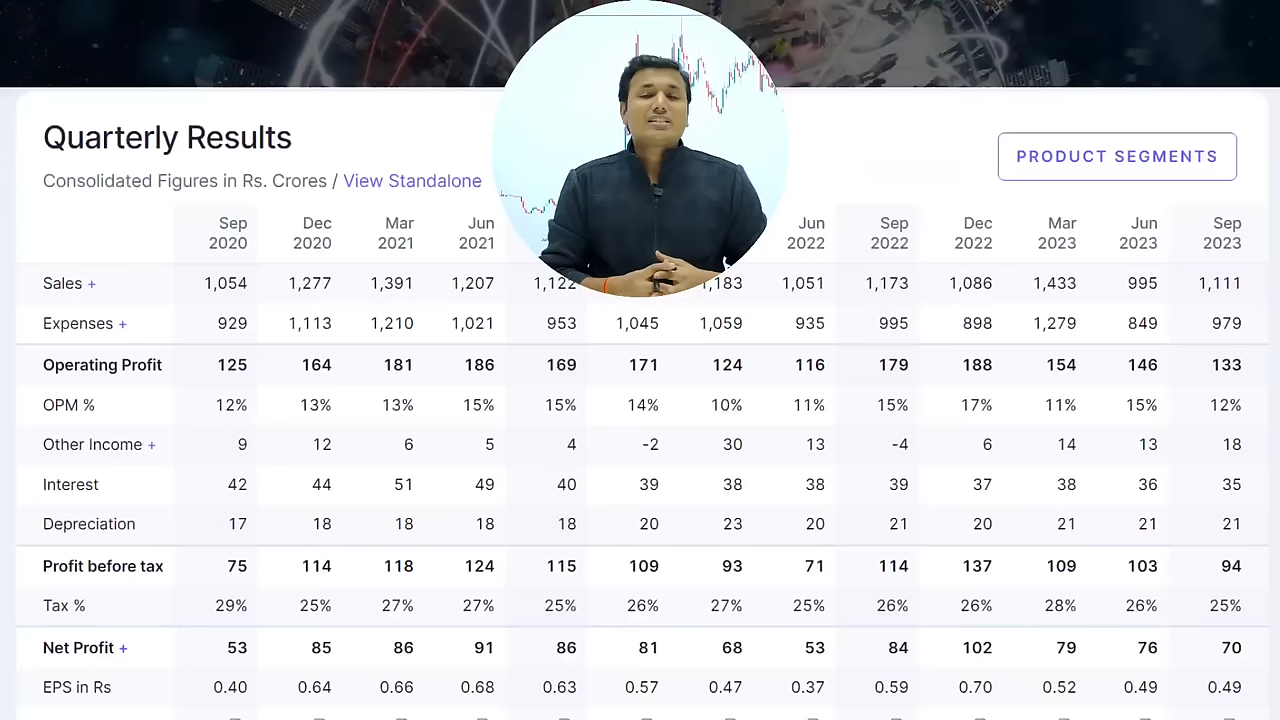 Quarterly Results
PRODUCT SEGMENTS
Consolidated Figures in Rs. Crores / View Standalone
Sep Dec Mar Jun Jun Sep Dec Mar Jun Sep
2020 2020 2021 2021 2022 2022 2022 2023 2023 2023
Sales + 1,054 1,277 1,391 1,207 1,122 1,183 1,051 1,173 1,086 1,433 995 1,111
Expenses + 929 1,113 1,210 1,021 953 1,045 1,059 935 995 898 1,279 849 979
Operating Profit 125 164 181 186 169 171 124 116 179 188 154 146 133
OPM % 12% 13% 13% 15% 15% 14% 10% 11% 15% 17% 11% 15% 12%
Other Income + 9 12 6 5 4 -2 30 13 -4 6 14 13 18
Interest 42 44 51 49 40 39 38 38 39 37 38 36 35
Depreciation 17 18 18 18 18 20 23 20 21 20 21 21 21
Profit before tax 75 114 118 124 115 109 93 71 114 137 109 103 94
Tax % 29% 25% 27% 27% 25% 26% 27% 25% 26% 26% 28% 26% 25%
Net Profit + 53 85 86 91 86 81 68 53 84 102 79 76 70
EPS in Rs 0.40 0.64 0.66 0.68 0.63 0.57 0.47 0.37 0.59 0.70 0.52 0.49 0.49